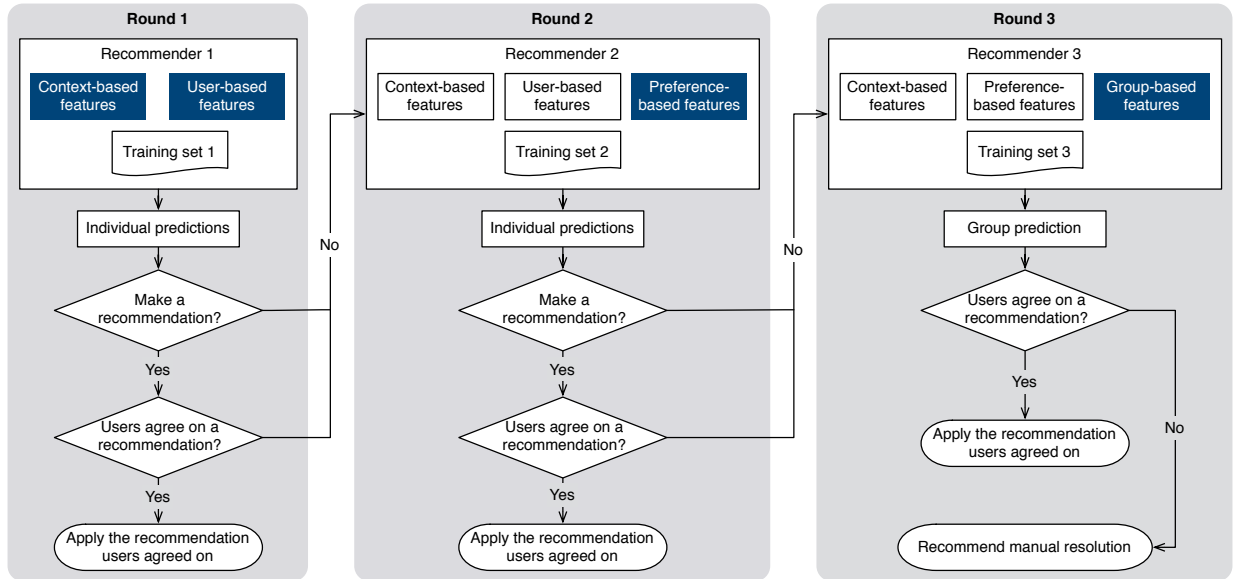 Round 1
Recommender 1
Context-based
features
User-based
features
Training set 1
Individual predictions
Make a
recommendation?
Yes
Users agree on a
recommendation?
Yes
Apply the recommendation
users agreed on
No
Round 2
Recommender 2
Context-based
features
User-based
features
Preference-
based features
Training set 2
Individual predictions
Make a
recommendation?
Yes
Users agree on a
recommendation?
Yes
Apply the recommendation
users agreed on
No
Round 3
Recommender 3
Context-based
features
Preference-
based features
Group-based
features
Training set 3
Group prediction
Users agree on a
recommendation?
Yes
Apply the recommendation
users agreed on
No
Recommend manual resolution